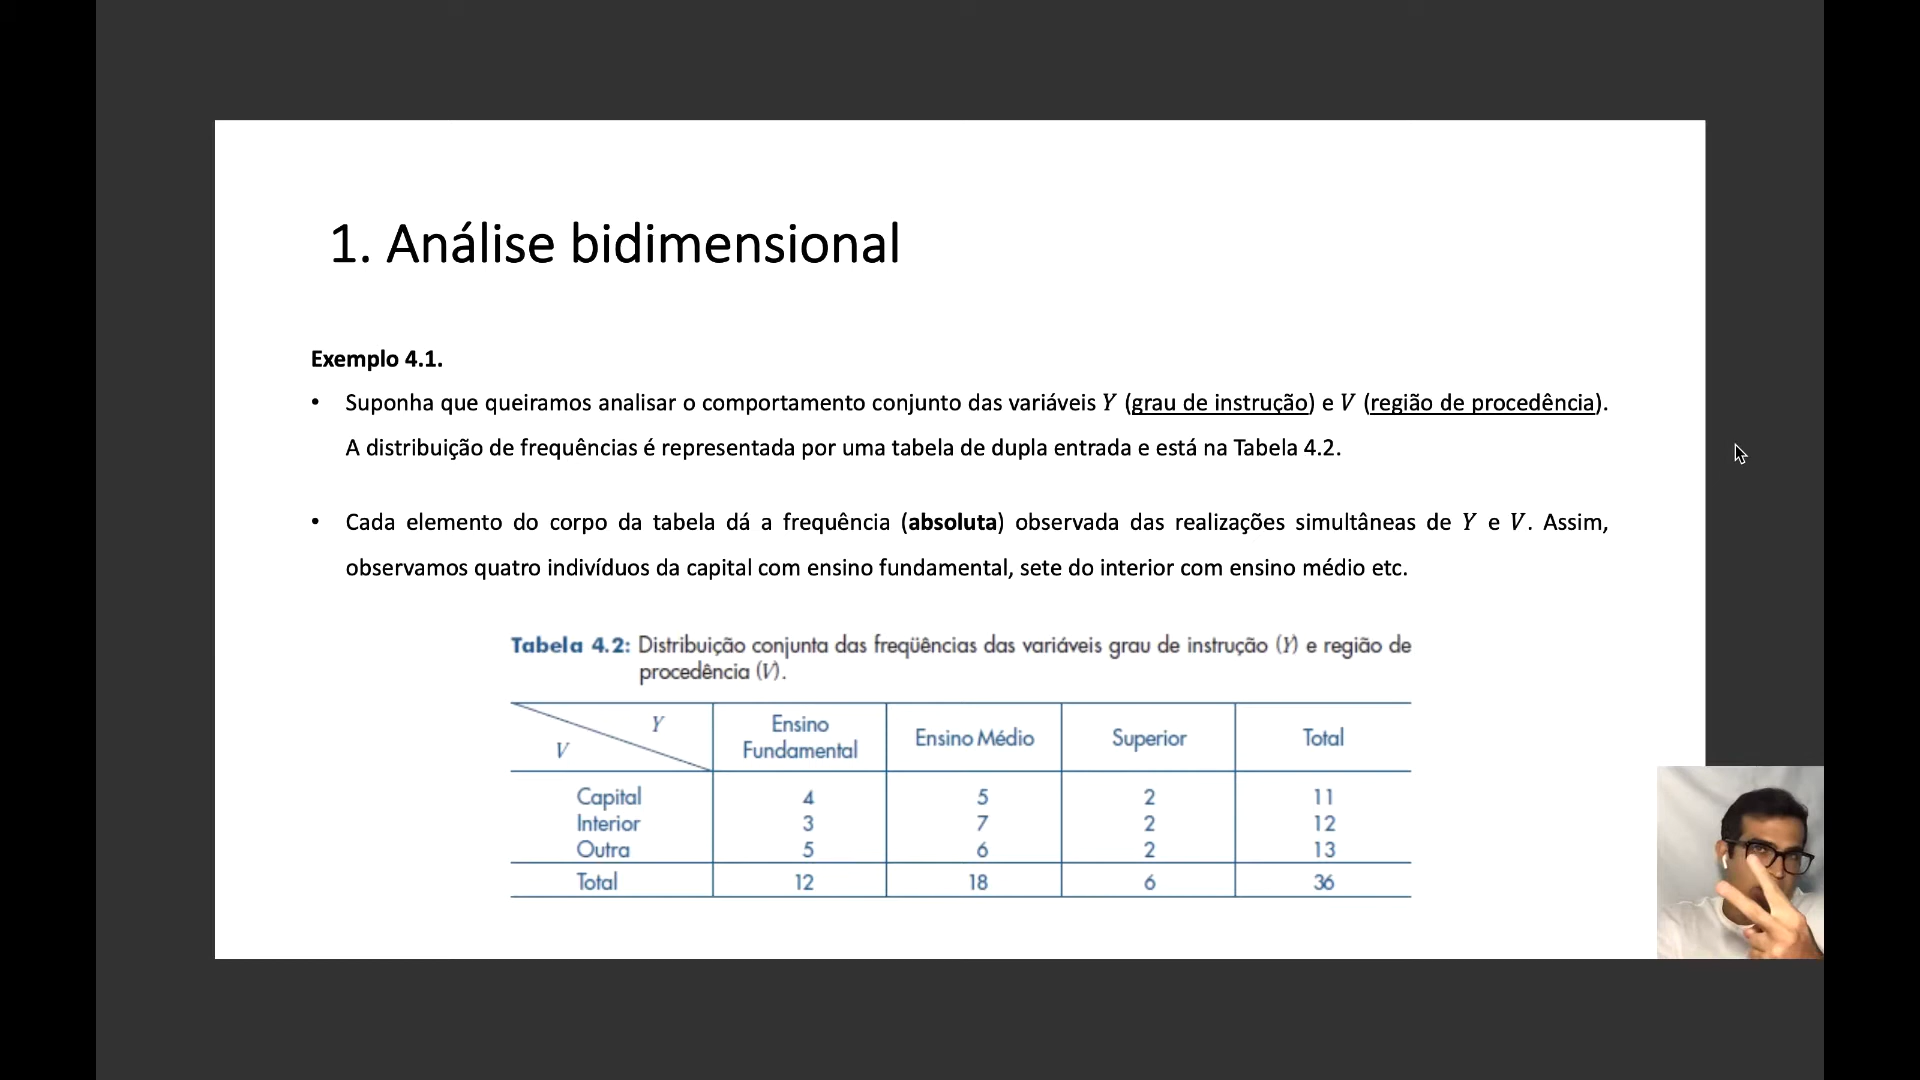 1. Análise bidimensional
Exemplo 4.1.
• Suponha que queiramos analisar o comportamento conjunto das variáveis Y (grau de instrução) e V (região de procedência).
A distribuição de frequências é representada por uma tabela de dupla entrada e está na Tabela 4.2.
• Cada elemento do corpo da tabela dá a frequência (absoluta) observada das realizações simultâneas de Y e V. Assim,
observamos quatro indivíduos da capital com ensino fundamental, sete do interior com ensino médio etc.
Tabela 4.2: Distribuição conjunta das freqüências das variáveis grau de instrução (Y) e região de
procedência (V).
V Y Ensino Fundamental Ensino Médio Superior Total
Capital 4 5 2 11
Interior 3 7 2 12
Outra 5 6 2 13
Total 12 18 6 36